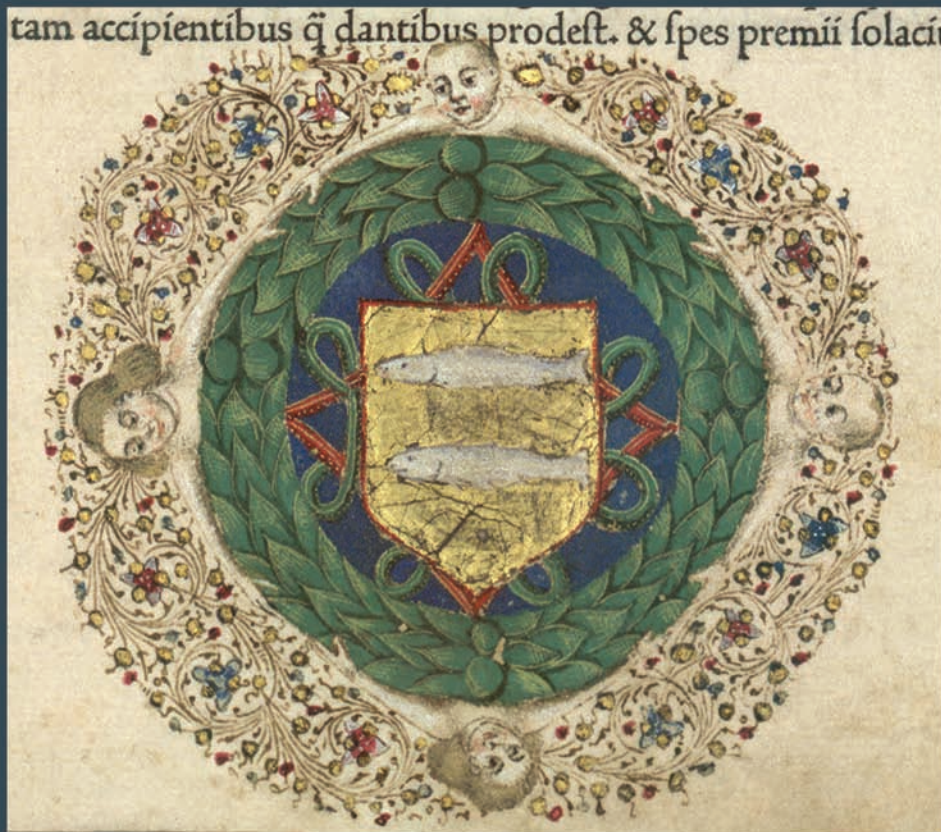 tam accipientibus q̃ dantibus prodeſt. & ſpes premii ſolaciu